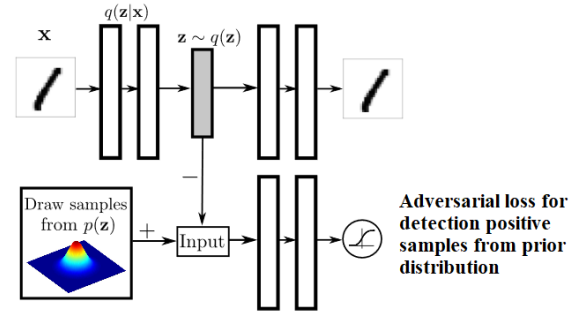 q(z|x)
x
z ∼ q(z)
−
Draw samples
from p(z)
+
Input
Adversarial loss for
detection positive
samples from prior
distribution